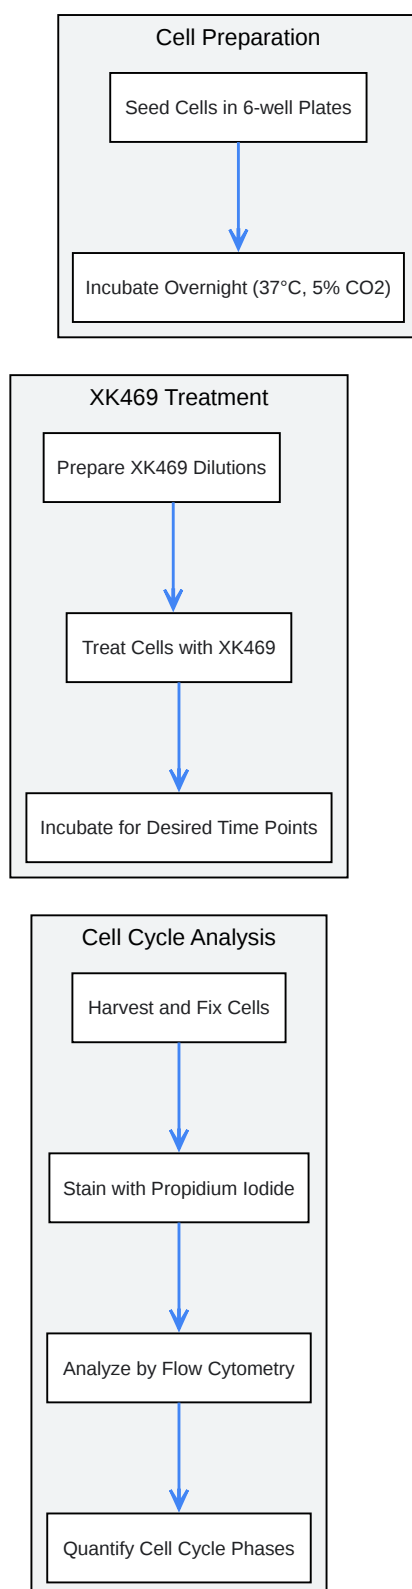 Cell Preparation
Seed Cells in 6-well Plates
Incubate Overnight (37°C, 5% CO2)
XK469 Treatment
Prepare XK469 Dilutions
Treat Cells with XK469
Incubate for Desired Time Points
Cell Cycle Analysis
Harvest and Fix Cells
Stain with Propidium Iodide
Analyze by Flow Cytometry
Quantify Cell Cycle Phases